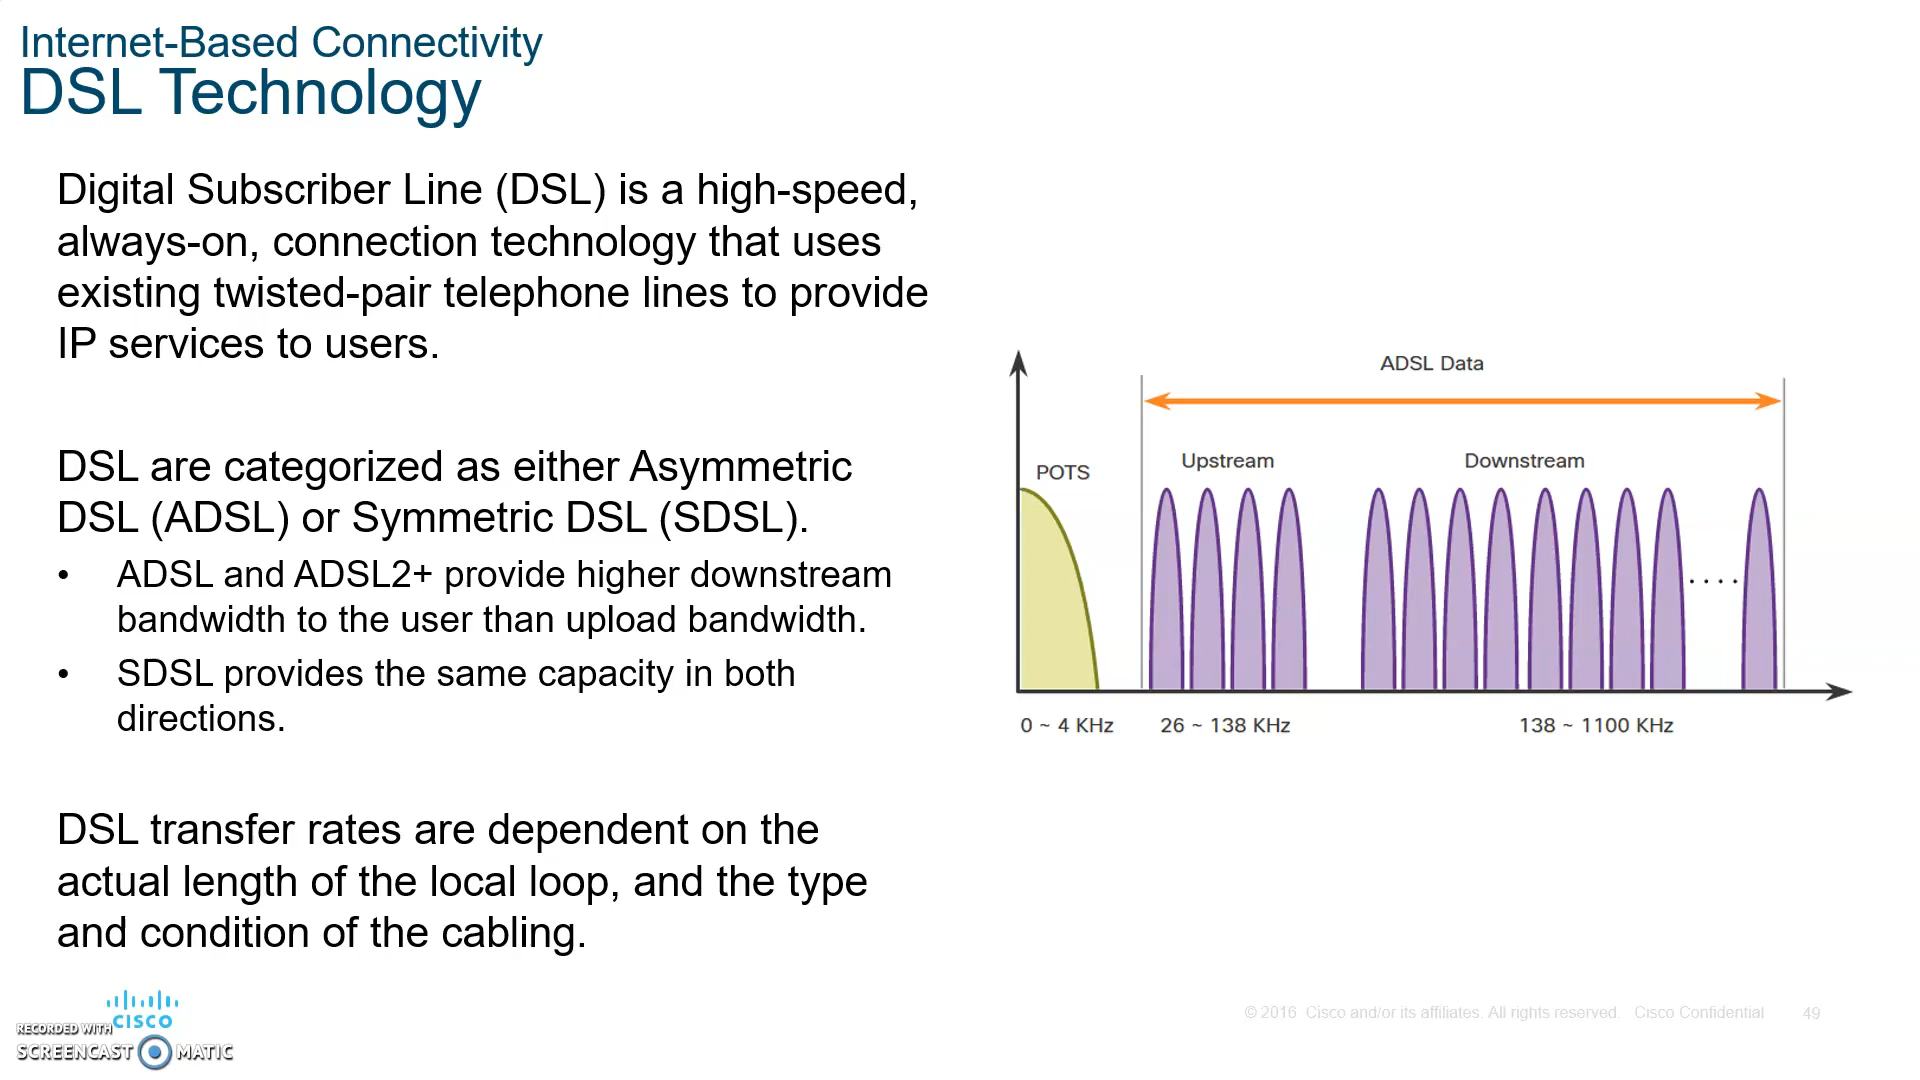 Internet-Based Connectivity
DSL Technology
Digital Subscriber Line (DSL) is a high-speed,
always-on, connection technology that uses
existing twisted-pair telephone lines to provide
IP services to users.
DSL are categorized as either Asymmetric
DSL (ADSL) or Symmetric DSL (SDSL).
• ADSL and ADSL2+ provide higher downstream
bandwidth to the user than upload bandwidth.
• SDSL provides the same capacity in both
directions.
DSL transfer rates are dependent on the
actual length of the local loop, and the type
and condition of the cabling.
ADSL Data
POTS
Upstream
Downstream
....
0 ~ 4 KHz
26 ~ 138 KHz
138 ~ 1100 KHz
CISCO
RECORDED WITH
SCREENCAST MATIC
© 2016 Cisco and/or its affiliates. All rights reserved. Cisco Confidential
49